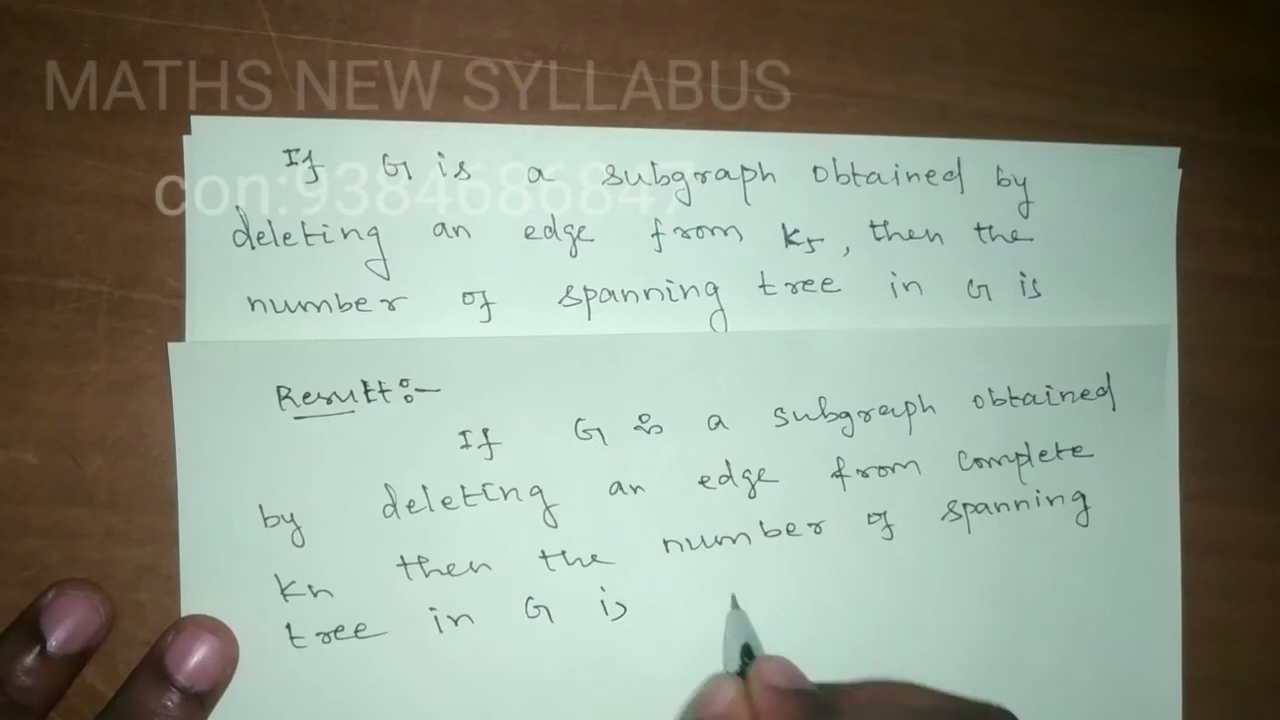 MATHS NEW SYLLABUS
con:9384686847
If G is a subgraph obtained by
deleting an edge from K5, then the
number of spanning tree in G is
Result:-
If G is a subgraph obtained
by deleting an edge from complete
Kn then the number of spanning
tree in G is